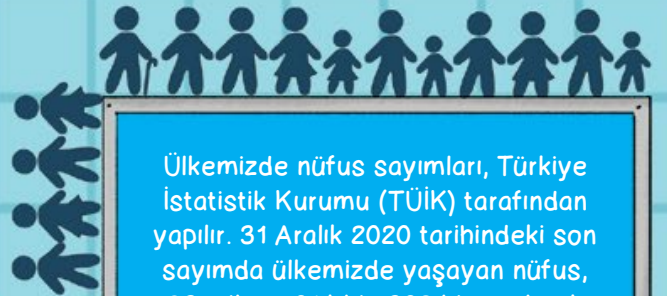 Ülkemizde nüfus sayımları, Türkiye
İstatistik Kurumu (TÜİK) tarafından
yapılır. 31 Aralık 2020 tarihindeki son
sayımda ülkemizde yaşayan nüfus,